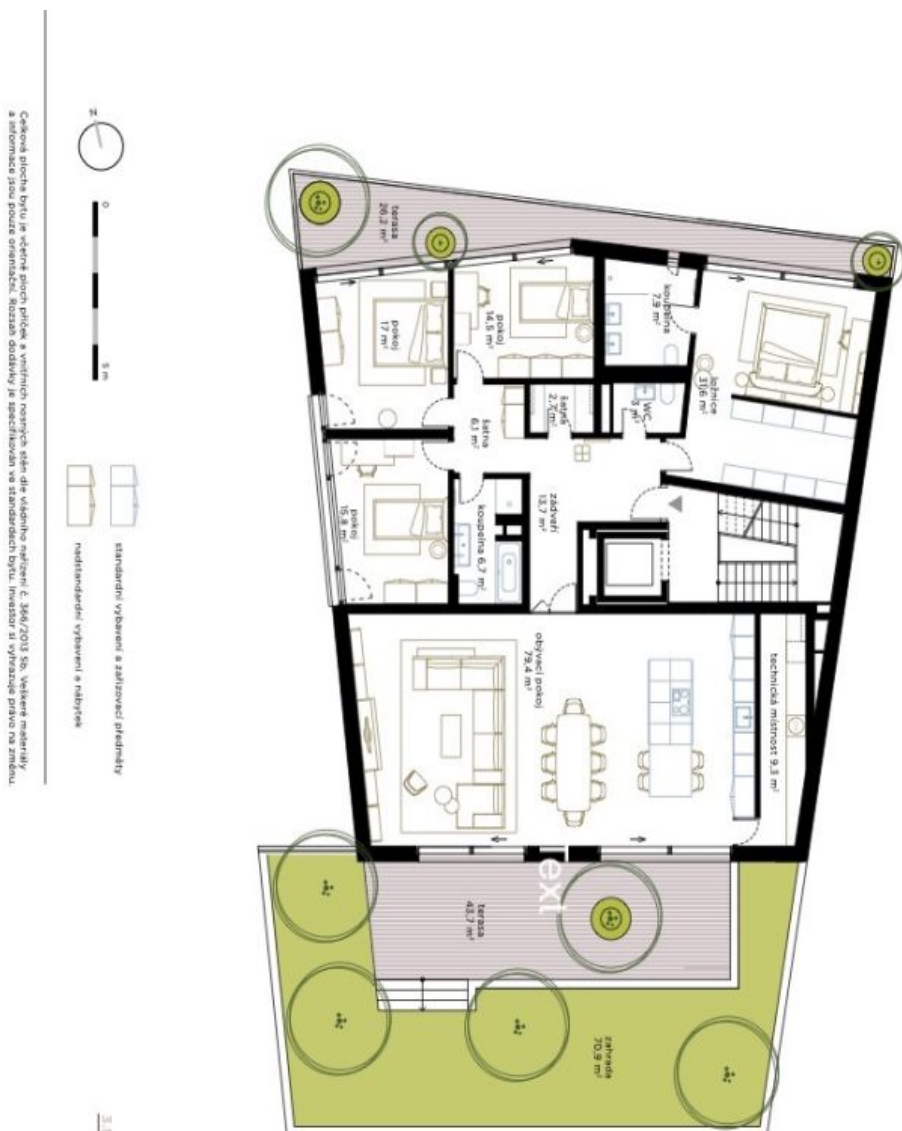 Celková plocha bytu je včetně ploch příček a vnitřních nosných stěn dle vládního nařízení č. 366/2013 Sb. Veškeré materiály
a informace jsou pouze orientační. Rozsah dodávky je specifikován ve standardech bytu. Investor si vyhrazuje právo na změnu.
N
0
5 m
standardní vybavení a zařizovací předměty
nadstandardní vybavení a nábytek
terasa
26,2 m²
pokoj
17 m²
pokoj
14,5 m²
koupelna
7,9 m²
ložnice
31,6 m²
šatna
6,1 m²
šatna
2,7 m²
WC
3 m²
pokoj
15,8 m²
koupelna 6,7 m²
zádveří
13,7 m²
obývací pokoj
79,4 m²
technická místnost 9,3 m²
terasa
43,7 m²
ext
zahrada
70,9 m²